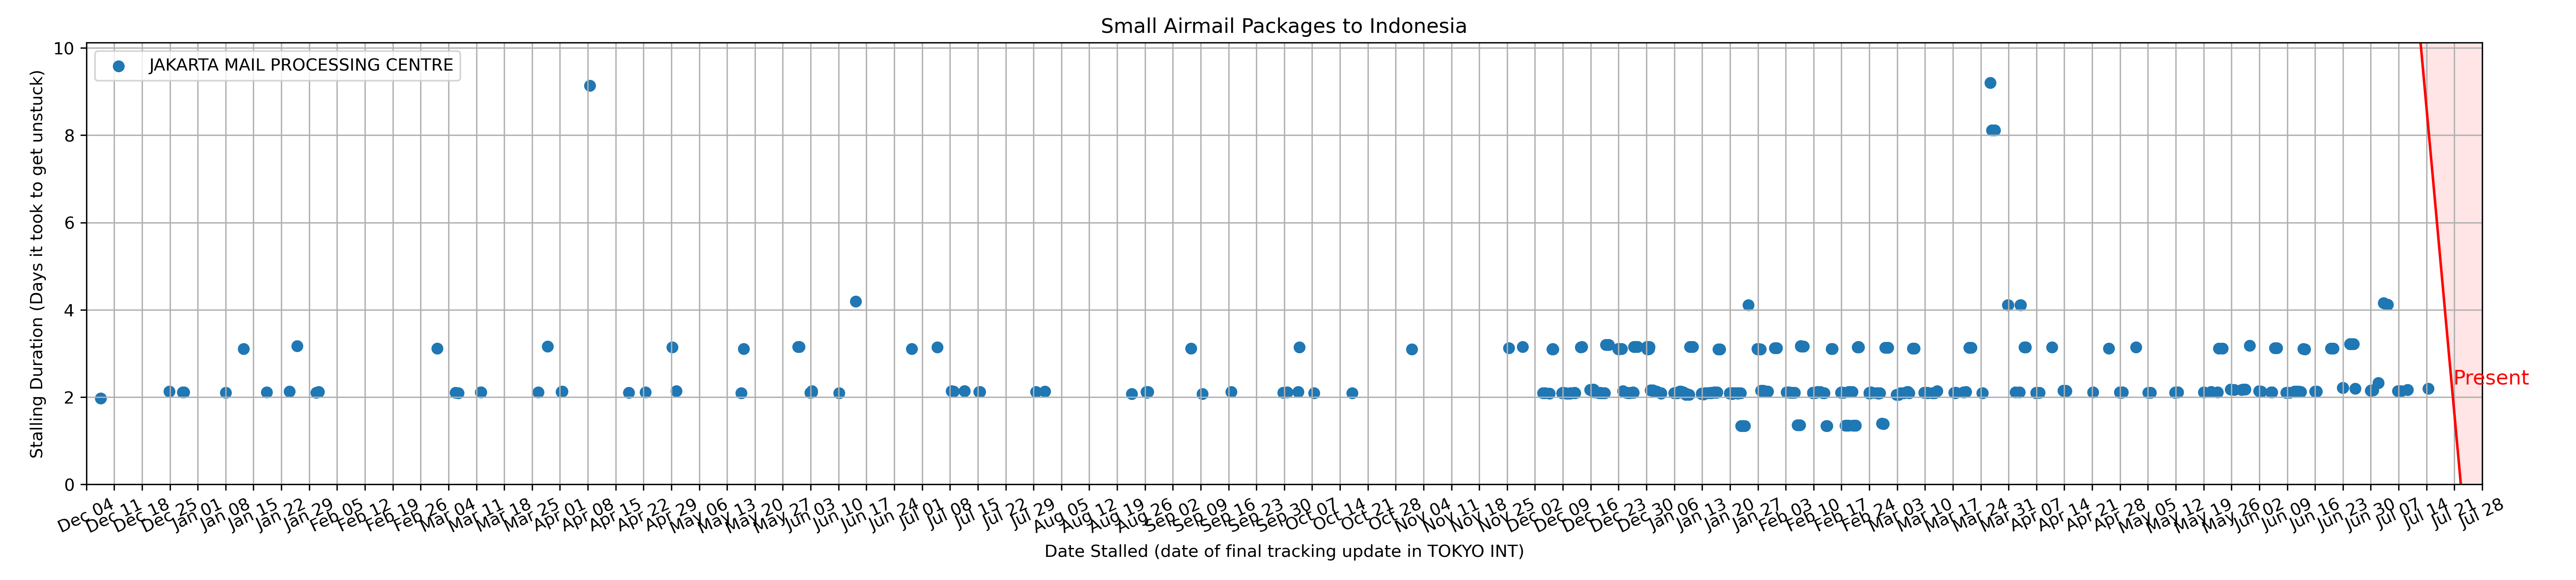 Small Airmail Packages to Indonesia
JAKARTA MAIL PROCESSING CENTRE
Stalling Duration (Days it took to get unstuck)
10
8
6
4
2
0
Present
Dec 04
Dec 11
Dec 18
Dec 25
Jan 01
Jan 08
Jan 15
Jan 22
Jan 29
Feb 05
Feb 12
Feb 19
Feb 26
Mar 04
Mar 11
Mar 18
Mar 25
Apr 01
Apr 08
Apr 15
Apr 22
Apr 29
May 06
May 13
May 20
May 27
Jun 03
Jun 10
Jun 17
Jun 24
Jul 01
Jul 08
Jul 15
Jul 22
Jul 29
Aug 05
Aug 12
Aug 19
Aug 26
Sep 02
Sep 09
Sep 16
Sep 23
Sep 30
Oct 07
Oct 14
Oct 21
Oct 28
Nov 04
Nov 11
Nov 18
Nov 25
Dec 02
Dec 09
Dec 16
Dec 23
Dec 30
Jan 06
Jan 13
Jan 20
Jan 27
Feb 03
Feb 10
Feb 17
Feb 24
Mar 03
Mar 10
Mar 17
Mar 24
Mar 31
Apr 07
Apr 14
Apr 21
Apr 28
May 05
May 12
May 19
May 26
Jun 02
Jun 09
Jun 16
Jun 23
Jun 30
Jul 07
Jul 14
Jul 21
Jul 28
Date Stalled (date of final tracking update in TOKYO INT)